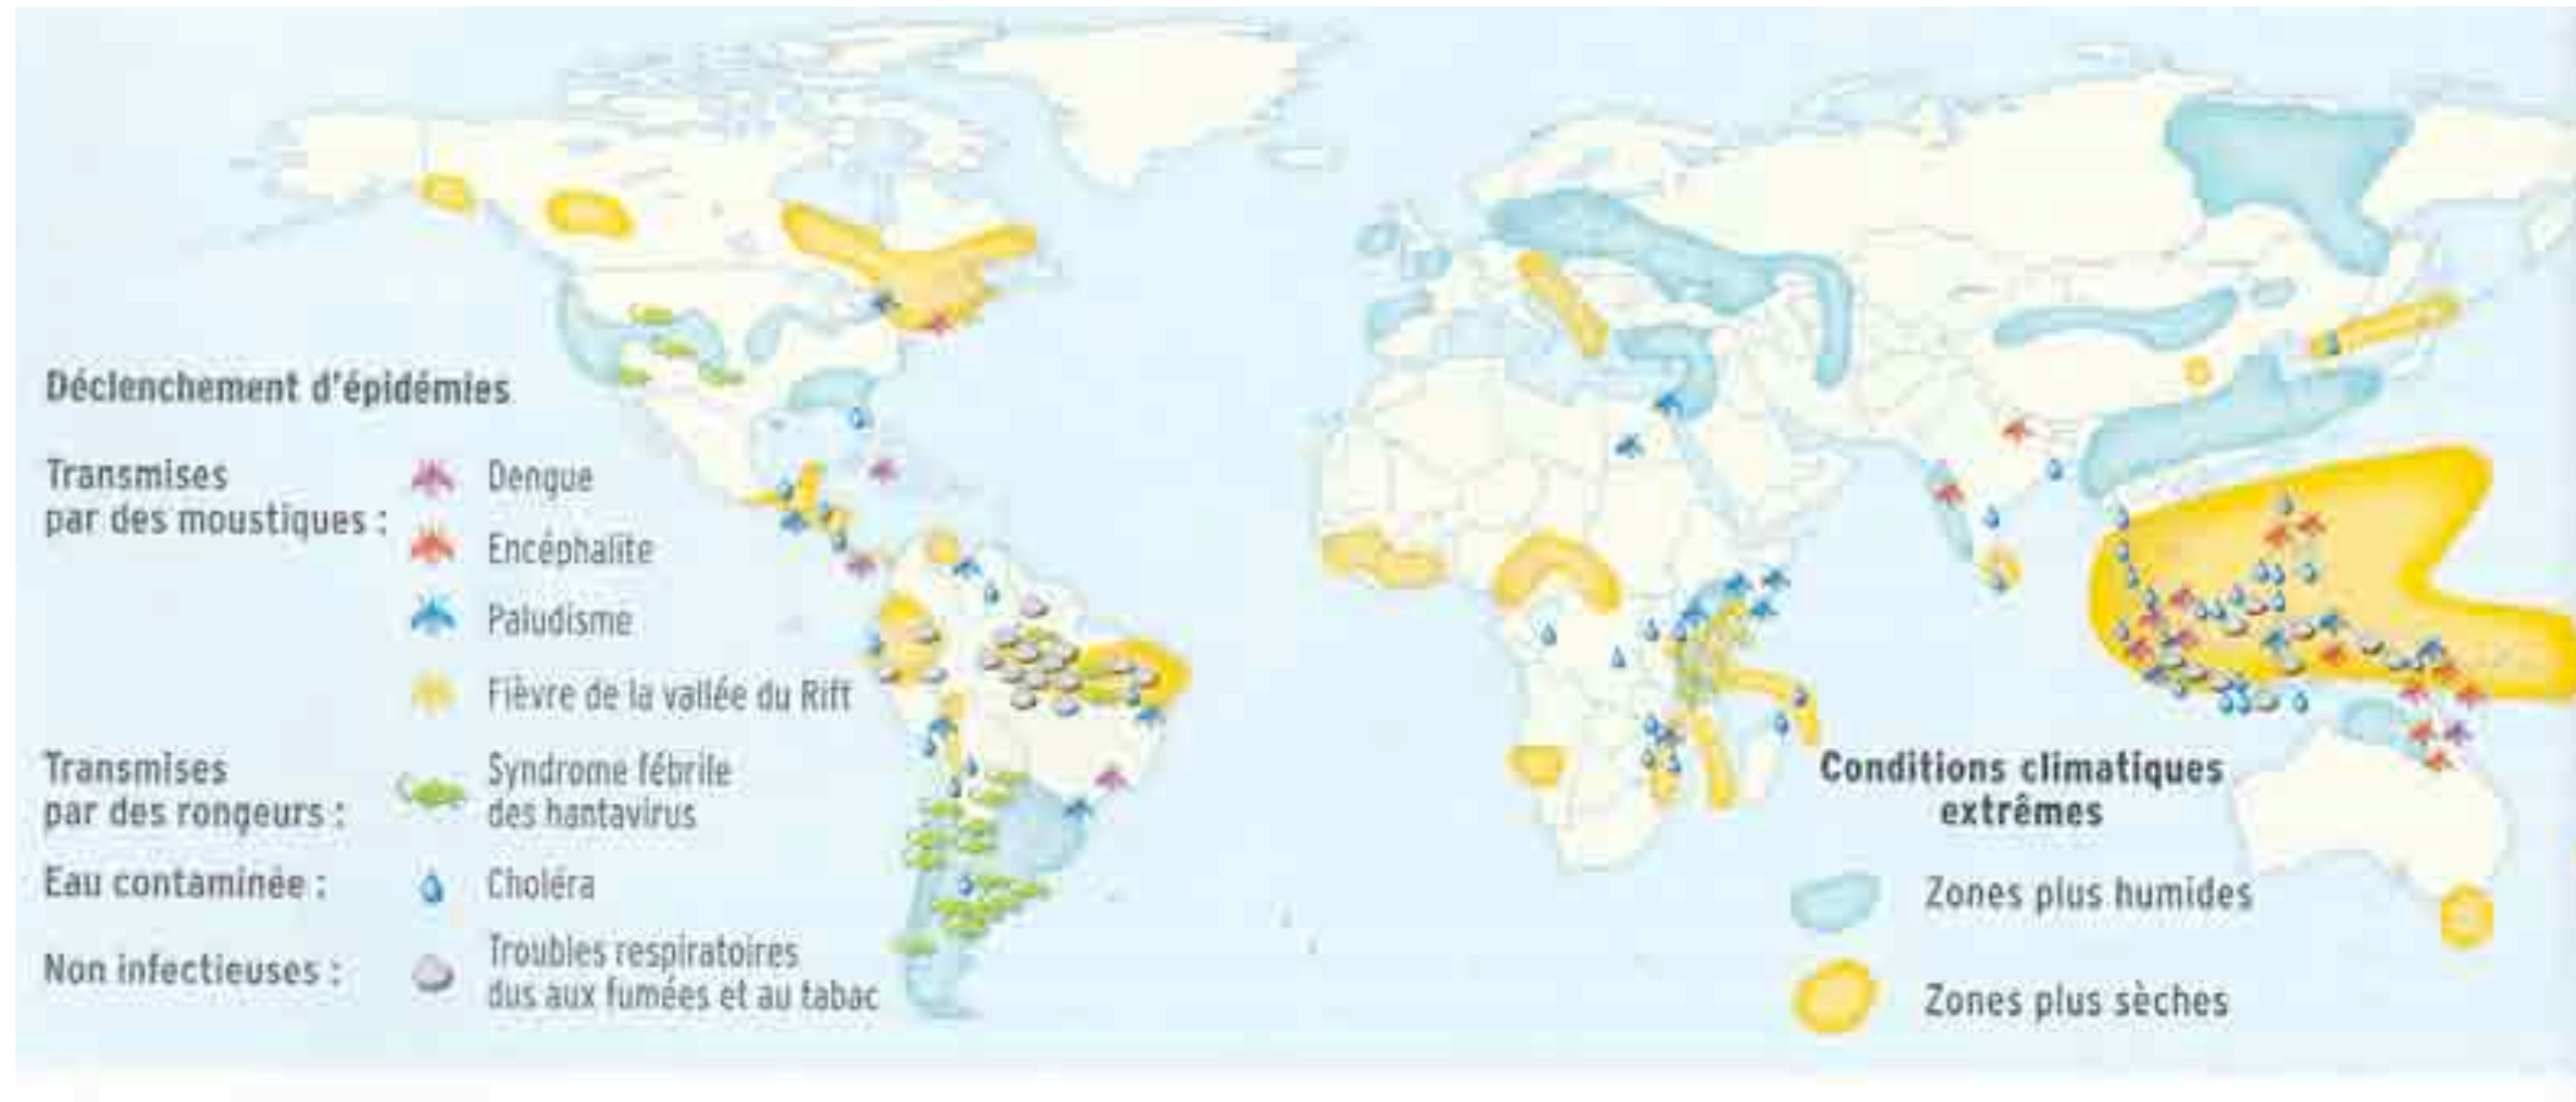 Déclenchement d'épidémies
Transmises
par des moustiques :
Dengue
Encéphalite
Paludisme
Fièvre de la vallée du Rift
Transmises
par des rongeurs :
Syndrome fébrile
des hantavirus
Eau contaminée :
Choléra
Non infectieuses :
Troubles respiratoires
dus aux fumées et au tabac
Conditions climatiques
extrêmes
Zones plus humides
Zones plus sèches